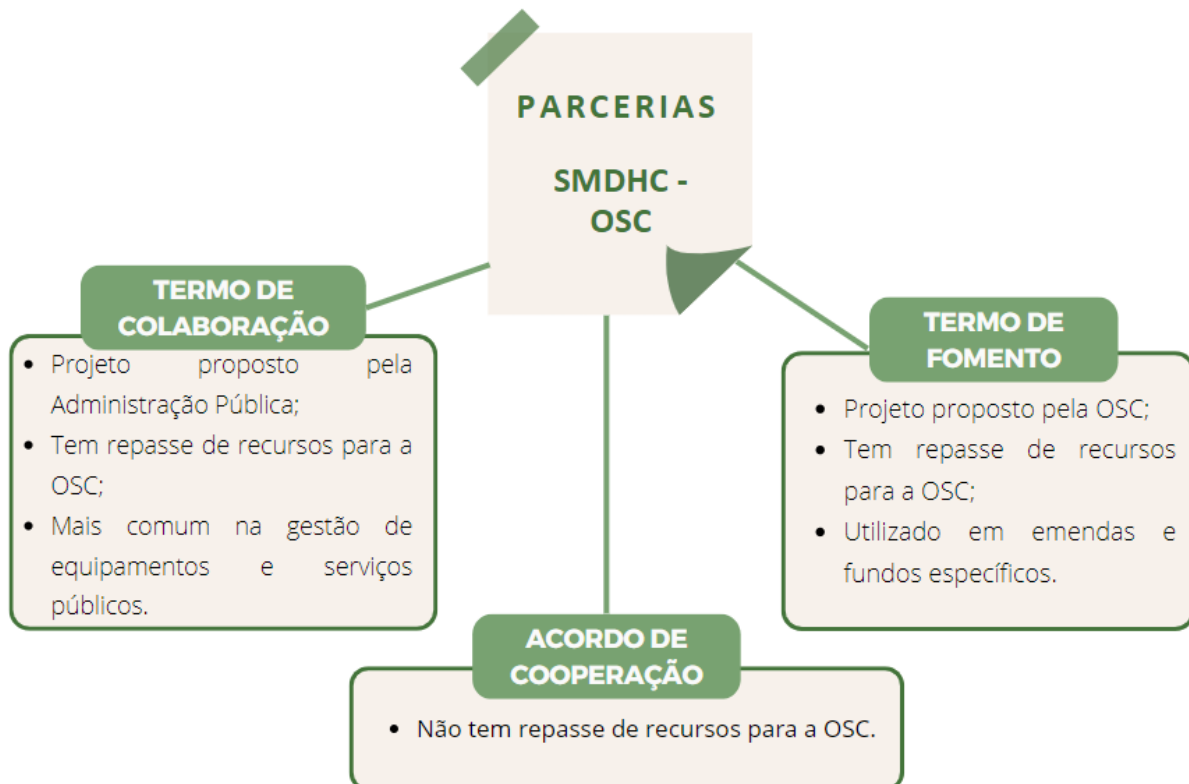 PARCERIAS
SMDHC -
OSC
TERMO DE
COLABORAÇÃO
• Projeto proposto pela
Administração Pública;
• Tem repasse de recursos para a
OSC;
• Mais comum na gestão de
equipamentos e serviços
públicos.
TERMO DE
FOMENTO
• Projeto proposto pela OSC;
• Tem repasse de recursos
para a OSC;
• Utilizado em emendas e
fundos específicos.
ACORDO DE
COOPERAÇÃO
• Não tem repasse de recursos para a OSC.